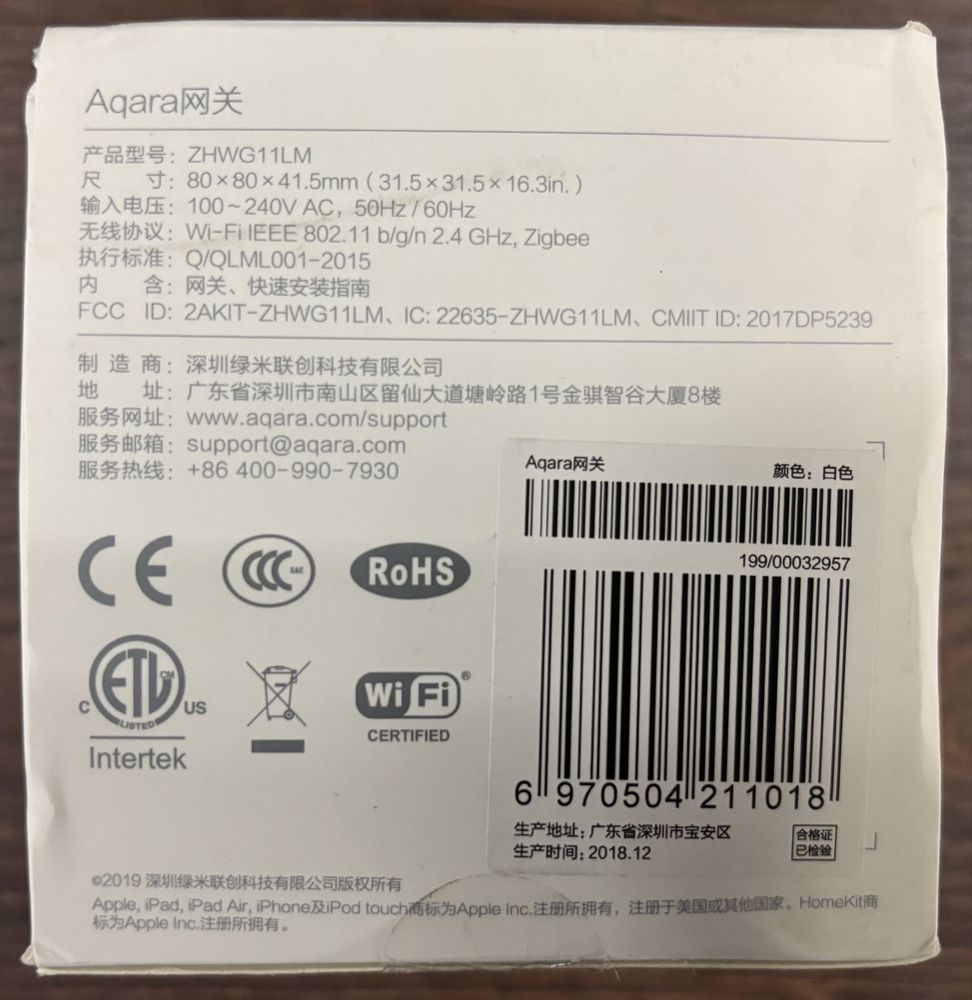 Aqara网关
产品型号：ZHWG11LM
尺 寸：80×80×41.5mm（31.5×31.5×16.3in.）
输入电压：100~240V AC，50Hz / 60Hz
无线协议：Wi-Fi IEEE 802.11 b/g/n 2.4 GHz, Zigbee
执行标准：Q/QLML001-2015
内 含：网关、快速安装指南
FCC ID: 2AKIT-ZHWG11LM、IC: 22635-ZHWG11LM、CMIIT ID: 2017DP5239
制 造 商：深圳绿米联创科技有限公司
地 址：广东省深圳市南山区留仙大道塘岭路1号金骐智谷大厦8楼
服务网址：www.aqara.com/support
服务邮箱：support@aqara.com
服务热线：+86 400-990-7930
Aqara网关 颜色：白色
199/00032957
6 970504 211018
生产地址：广东省深圳市宝安区
生产时间：2018.12
合格证
已检验
CE CCC S&E RoHS
C ETL CM LISTED US
Intertek
Wi Fi ®
CERTIFIED
©2019 深圳绿米联创科技有限公司版权所有
Apple, iPad, iPad Air, iPhone及iPod touch商标为Apple Inc.注册所拥有，注册于美国或其他国家。HomeKit商
标为Apple Inc.注册所拥有。